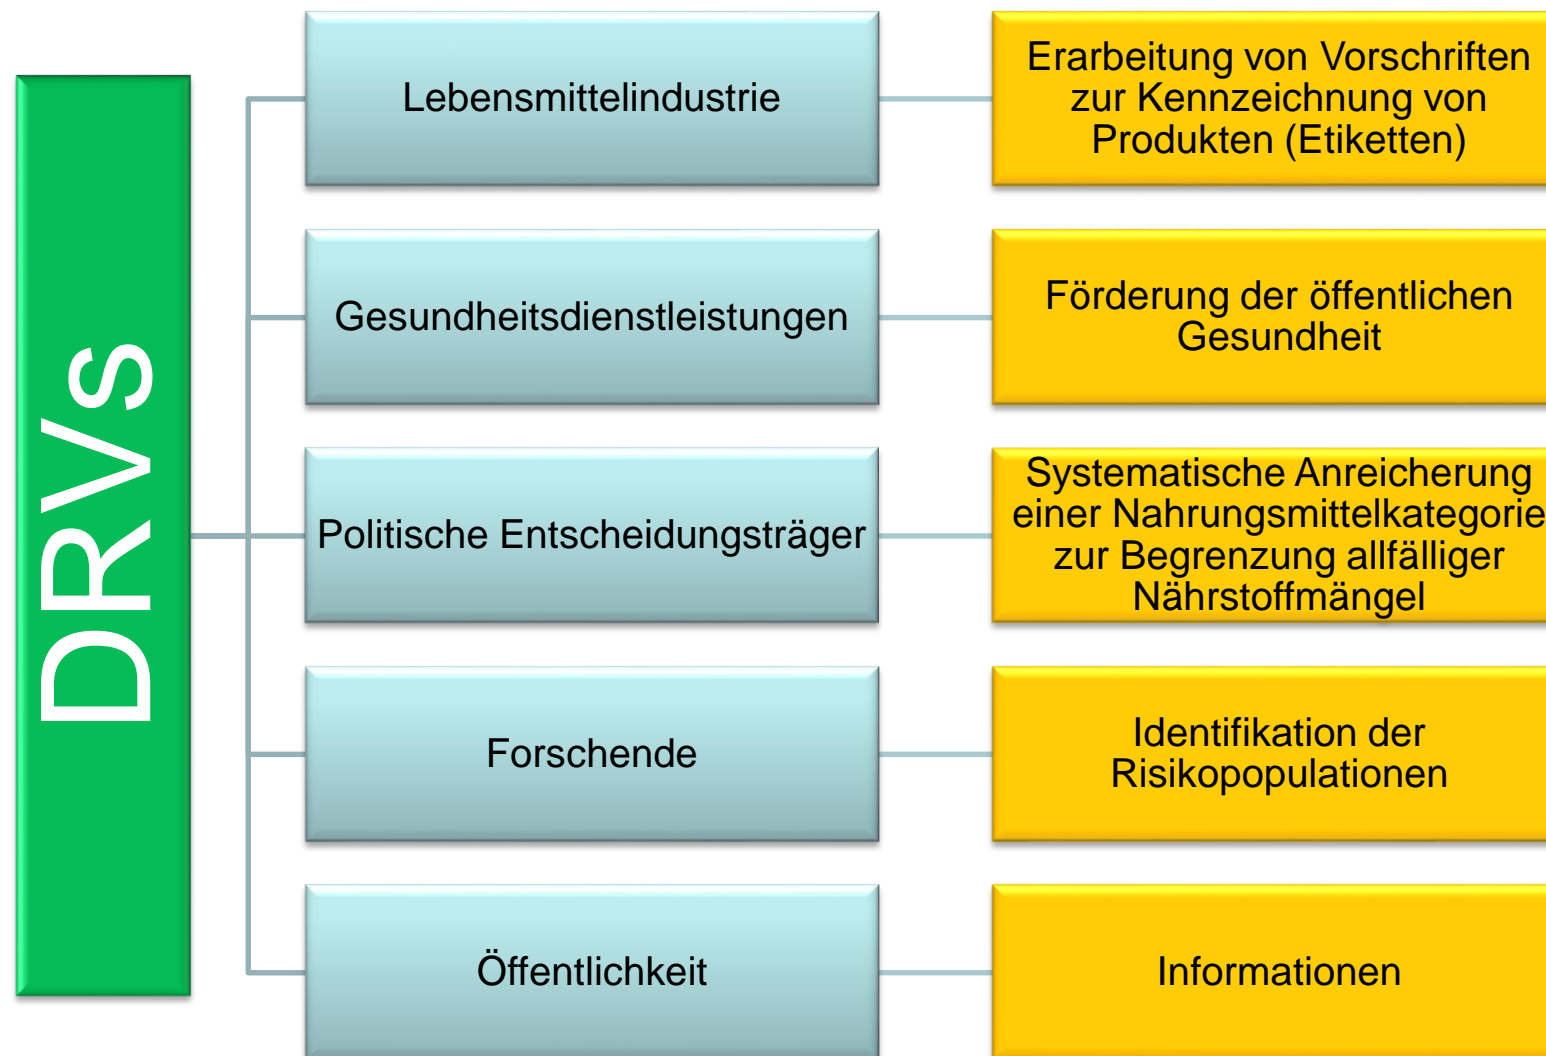 DRVs
Lebensmittelindustrie
Erarbeitung von Vorschriften
zur Kennzeichnung von
Produkten (Etiketten)
Gesundheitsdienstleistungen
Förderung der öffentlichen
Gesundheit
Politische Entscheidungsträger
Systematische Anreicherung
einer Nahrungsmittelkategorie
zur Begrenzung allfälliger
Nährstoffmängel
Forschende
Identifikation der
Risikopopulationen
Öffentlichkeit
Informationen